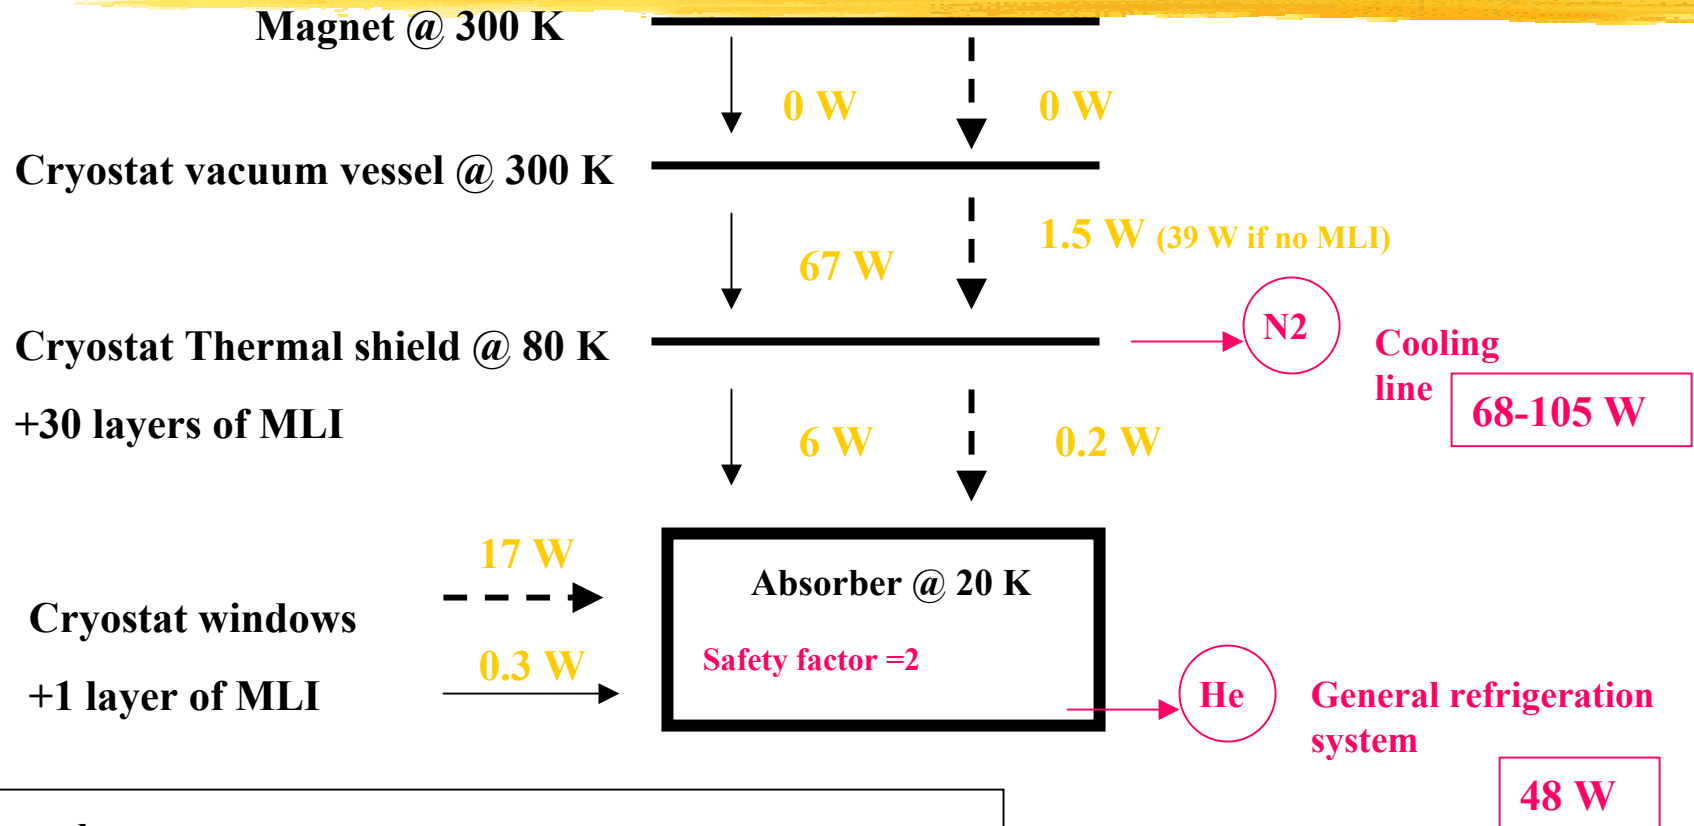 Magnet @ 300 K
0 W
0 W
Cryostat vacuum vessel @ 300 K
67 W
1.5 W (39 W if no MLI)
Cryostat Thermal shield @ 80 K
+30 layers of MLI
N2
Cooling
line
68-105 W
6 W
0.2 W
17 W
Cryostat windows
0.3 W
+1 layer of MLI
Absorber @ 20 K
Safety factor =2
He
General refrigeration
system
48 W